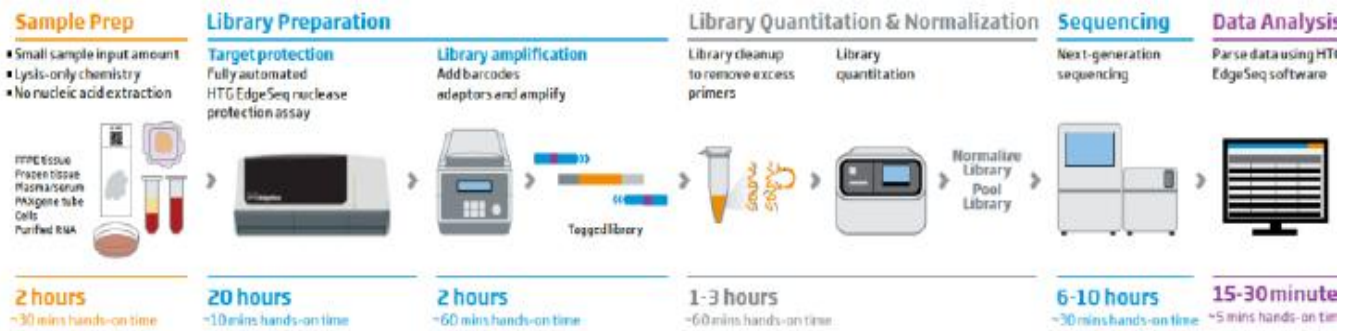 Sample Prep
▪ Small sample input amount
▪ Lysis-only chemistry
▪ No nucleic acid extraction
FFPE tissue
Frozen tissue
Plasma/serum
PAXgene tube
Cells
Purified RNA
2 hours
~30 mins hands-on time
Library Preparation
Target protection
Fully automated
HTG EdgeSeq nuclease
protection assay
20 hours
~10 mins hands-on time
Library amplification
Add barcodes
adaptors and amplify
Tagged library
2 hours
~60 mins hands-on time
Library Quantitation & Normalization
Library cleanup
to remove excess
primers
Library
quantitation
Normalize
Library
Pool
Library
1-3 hours
~60 mins hands-on time
Sequencing
Next-generation
sequencing
6-10 hours
~30 mins hands-on time
Data Analysis
Parse data using HTG
EdgeSeq software
15-30 minute
~5 mins hands-on tim